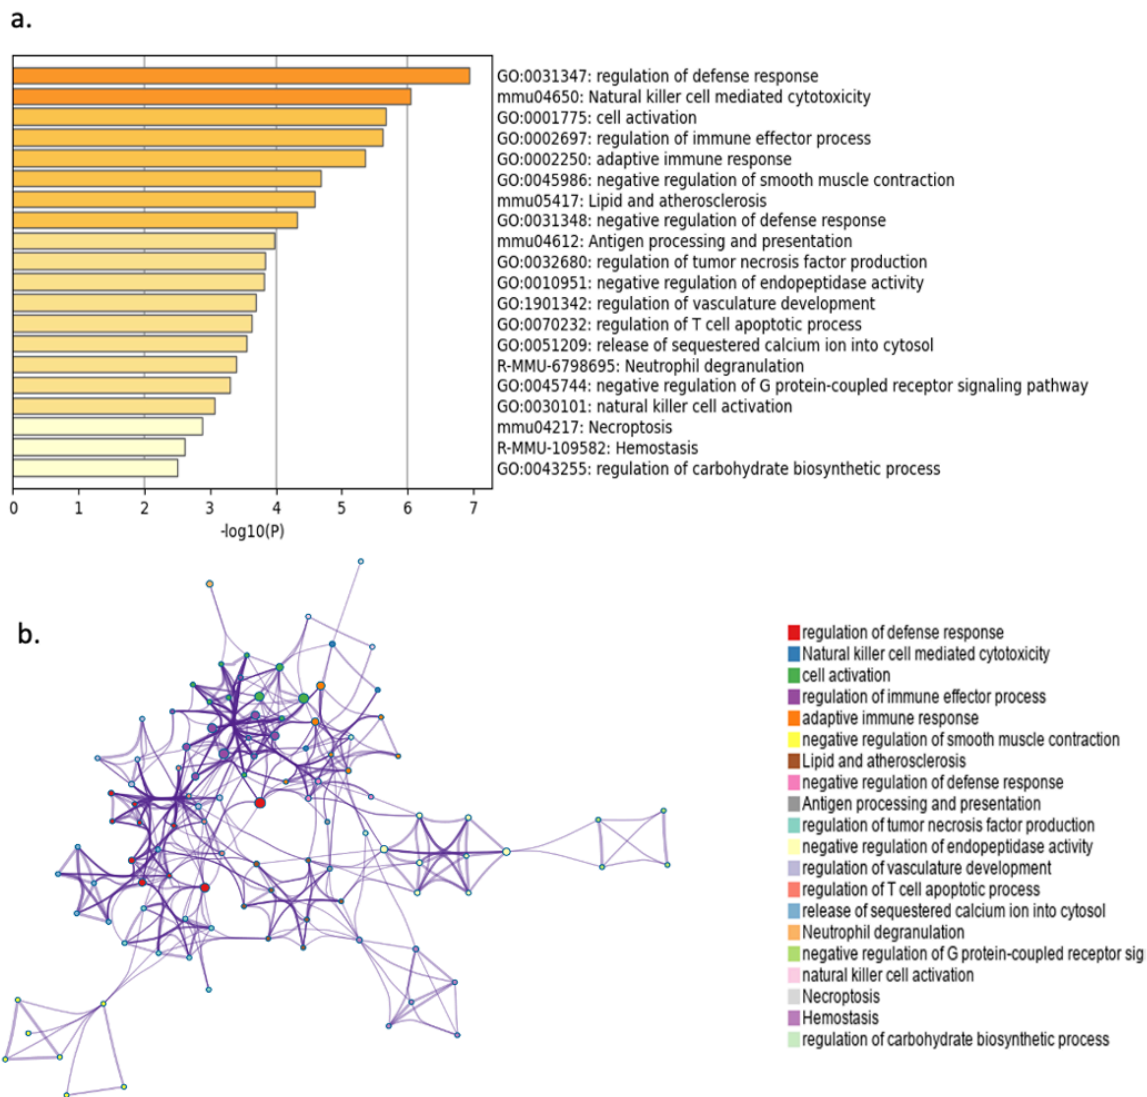 a.
GO:0031347: regulation of defense response
mmu04650: Natural killer cell mediated cytotoxicity
GO:0001775: cell activation
GO:0002697: regulation of immune effector process
GO:0002250: adaptive immune response
GO:0045986: negative regulation of smooth muscle contraction
mmu05417: Lipid and atherosclerosis
GO:0031348: negative regulation of defense response
mmu04612: Antigen processing and presentation
GO:0032680: regulation of tumor necrosis factor production
GO:0010951: negative regulation of endopeptidase activity
GO:1901342: regulation of vasculature development
GO:0070232: regulation of T cell apoptotic process
GO:0051209: release of sequestered calcium ion into cytosol
R-MMU-6798695: Neutrophil degranulation
GO:0045744: negative regulation of G protein-coupled receptor signaling pathway
GO:0030101: natural killer cell activation
mmu04217: Necroptosis
R-MMU-109582: Hemostasis
GO:0043255: regulation of carbohydrate biosynthetic process
0 1 2 3 4 5 6 7
-log10(P)
b.
regulation of defense response
Natural killer cell mediated cytotoxicity
cell activation
regulation of immune effector process
adaptive immune response
negative regulation of smooth muscle contraction
Lipid and atherosclerosis
negative regulation of defense response
Antigen processing and presentation
regulation of tumor necrosis factor production
negative regulation of endopeptidase activity
regulation of vasculature development
regulation of T cell apoptotic process
release of sequestered calcium ion into cytosol
Neutrophil degranulation
negative regulation of G protein-coupled receptor sig
natural killer cell activation
Necroptosis
Hemostasis
regulation of carbohydrate biosynthetic process